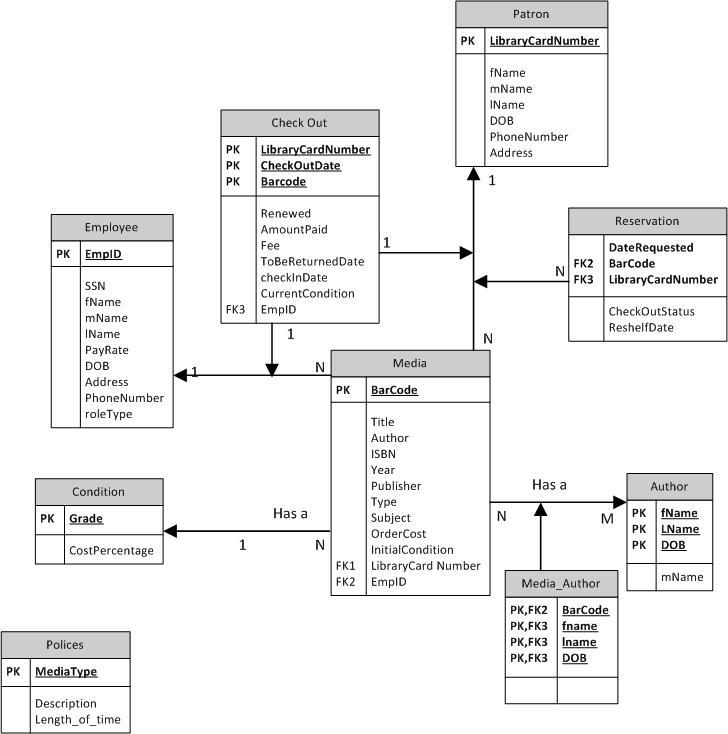 Patron
PK LibraryCardNumber
fName
mName
lName
DOB
PhoneNumber
Address
Check Out
PK LibraryCardNumber
PK CheckOutDate
PK Barcode
Renewed
AmountPaid
Fee
ToBeReturnedDate
checkInDate
CurrentCondition
FK3 EmpID
1
1
Reservation
DateRequested
FK2 BarCode
FK3 LibraryCardNumber
CheckOutStatus
ReshelfDate
N
Employee
PK EmpID
SSN
fName
mName
lName
PayRate
DOB
Address
PhoneNumber
roleType
1
N
1
N
Media
PK BarCode
Title
Author
ISBN
Year
Publisher
Type
Subject
OrderCost
InitialCondition
FK1 LibraryCard Number
FK2 EmpID
Condition
PK Grade
CostPercentage
Has a
1
N
Has a
N
M
Author
PK fName
PK LName
PK DOB
mName
Media_Author
PK,FK2 BarCode
PK,FK3 fname
PK,FK3 lname
PK,FK3 DOB
Polices
PK MediaType
Description
Length_of_time